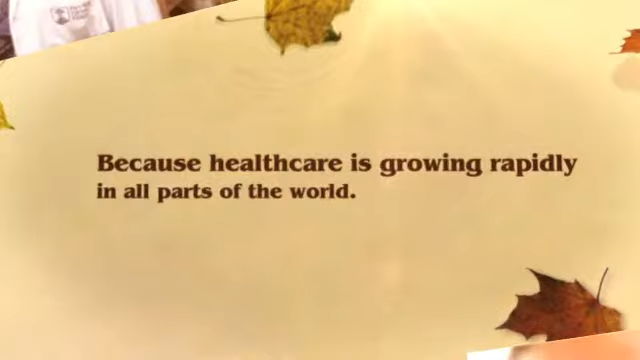 Because healthcare is growing rapidly
in all parts of the world.